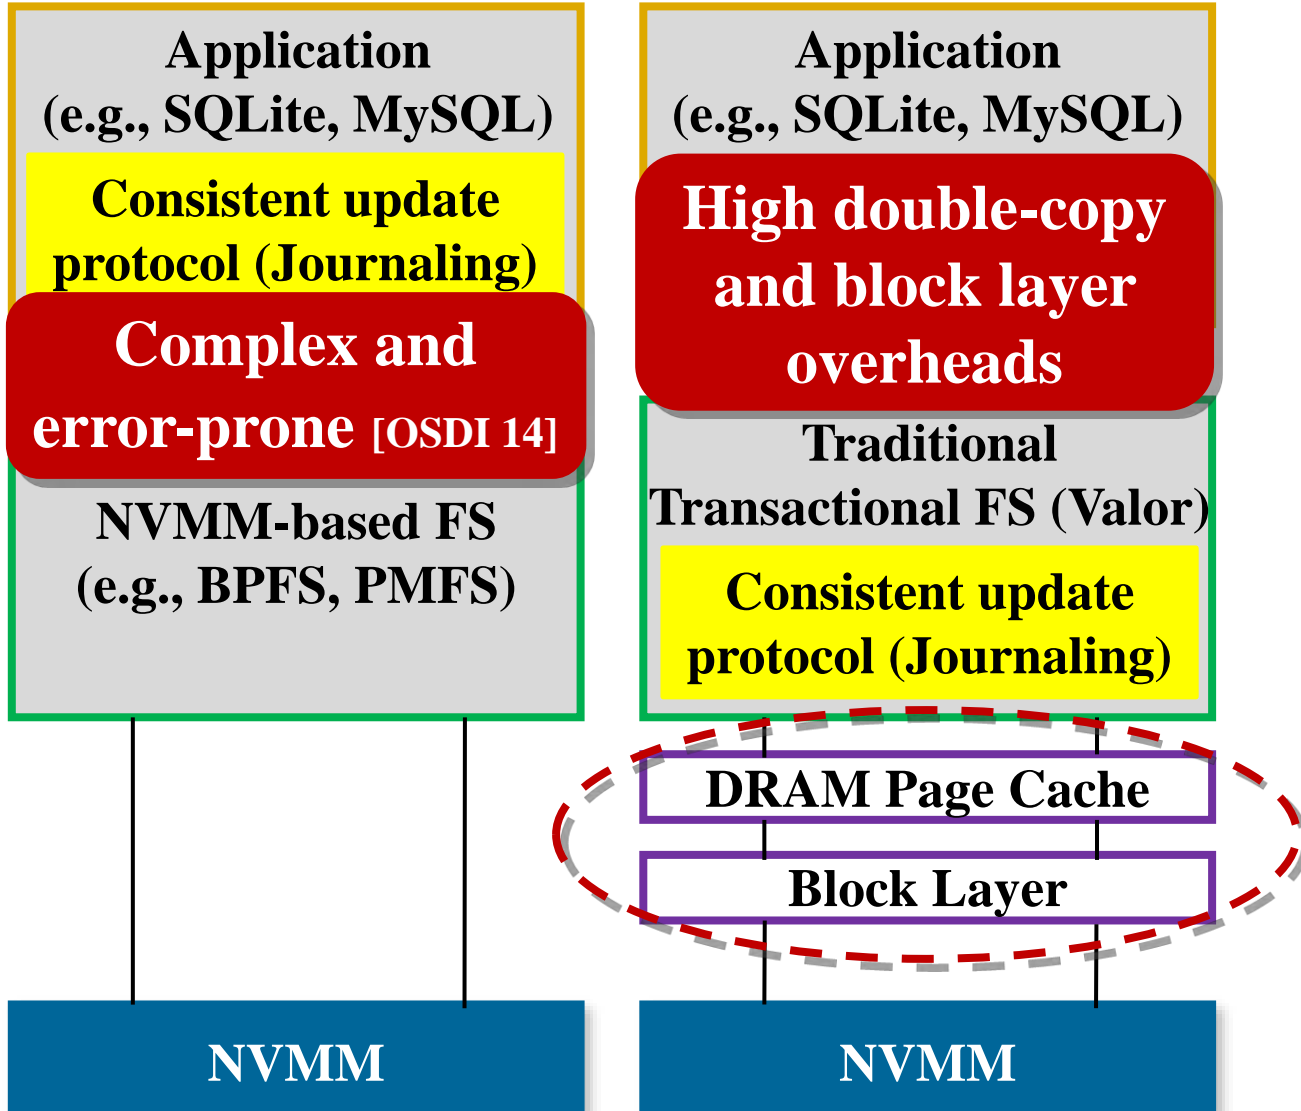 Application
(e.g., SQLite, MySQL)
Consistent update
protocol (Journaling)
Complex and
error-prone [OSDI 14]
NVMM-based FS
(e.g., BPFS, PMFS)
NVMM
Application
(e.g., SQLite, MySQL)
High double-copy
and block layer
overheads
Traditional
Transactional FS (Valor)
Consistent update
protocol (Journaling)
DRAM Page Cache
Block Layer
NVMM